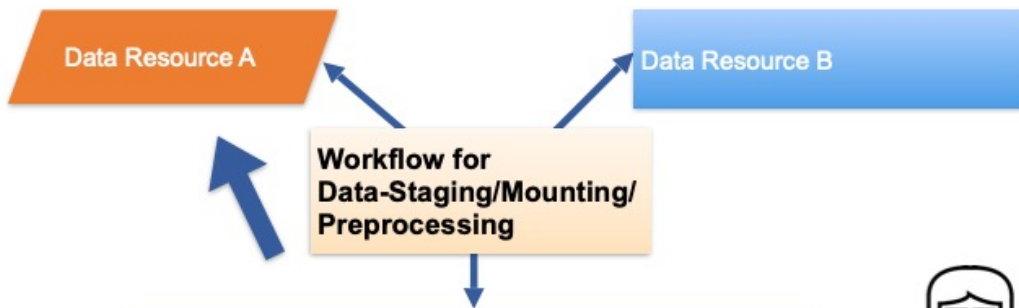 Data Resource A
Data Resource B
Workflow for
Data-Staging/Mounting/
Preprocessing